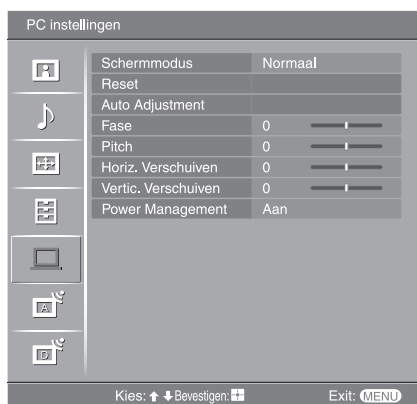 PC instellingen
Schermmodus Normaal
Reset
Auto Adjustment
Fase 0
Pitch 0
Horiz. Verschuiven 0
Vertic. Verschuiven 0
Power Management Aan
A
D
Kies: Bevestigen: Exit: MENU